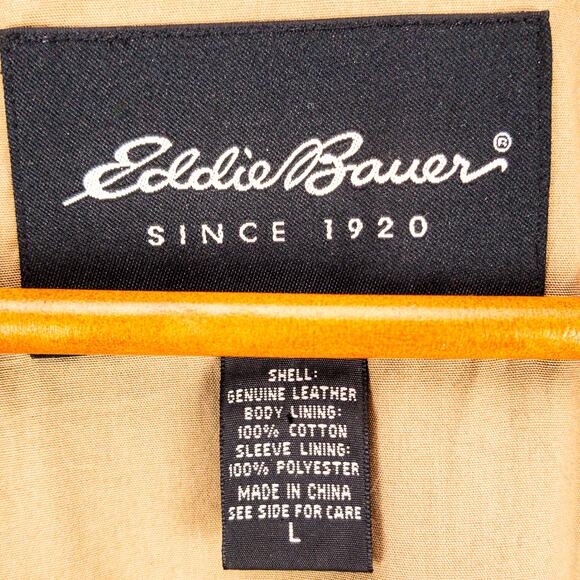 Eddie Bauer®
SINCE 1920
SHELL:
GENUINE LEATHER
BODY LINING:
100% COTTON
SLEEVE LINING:
100% POLYESTER
MADE IN CHINA
SEE SIDE FOR CARE
L